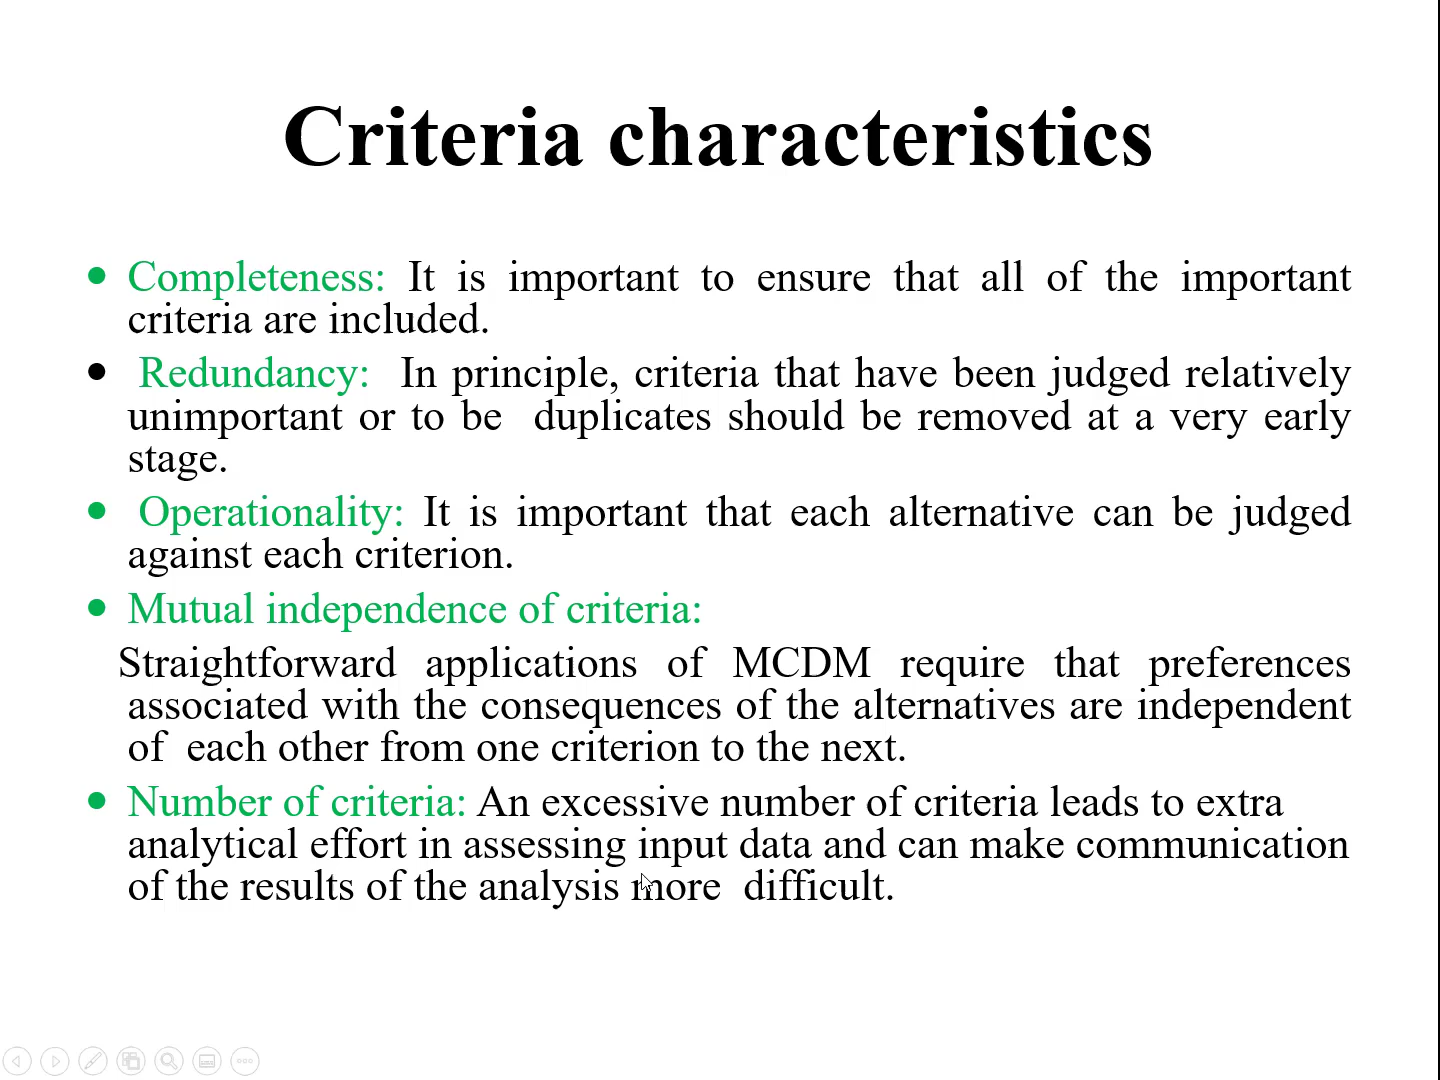 Criteria characteristics
• Completeness: It is important to ensure that all of the important
criteria are included.
• Redundancy: In principle, criteria that have been judged relatively
unimportant or to be duplicates should be removed at a very early
stage.
• Operationality: It is important that each alternative can be judged
against each criterion.
• Mutual independence of criteria:
Straightforward applications of MCDM require that preferences
associated with the consequences of the alternatives are independent
of each other from one criterion to the next.
• Number of criteria: An excessive number of criteria leads to extra
analytical effort in assessing input data and can make communication
of the results of the analysis more difficult.